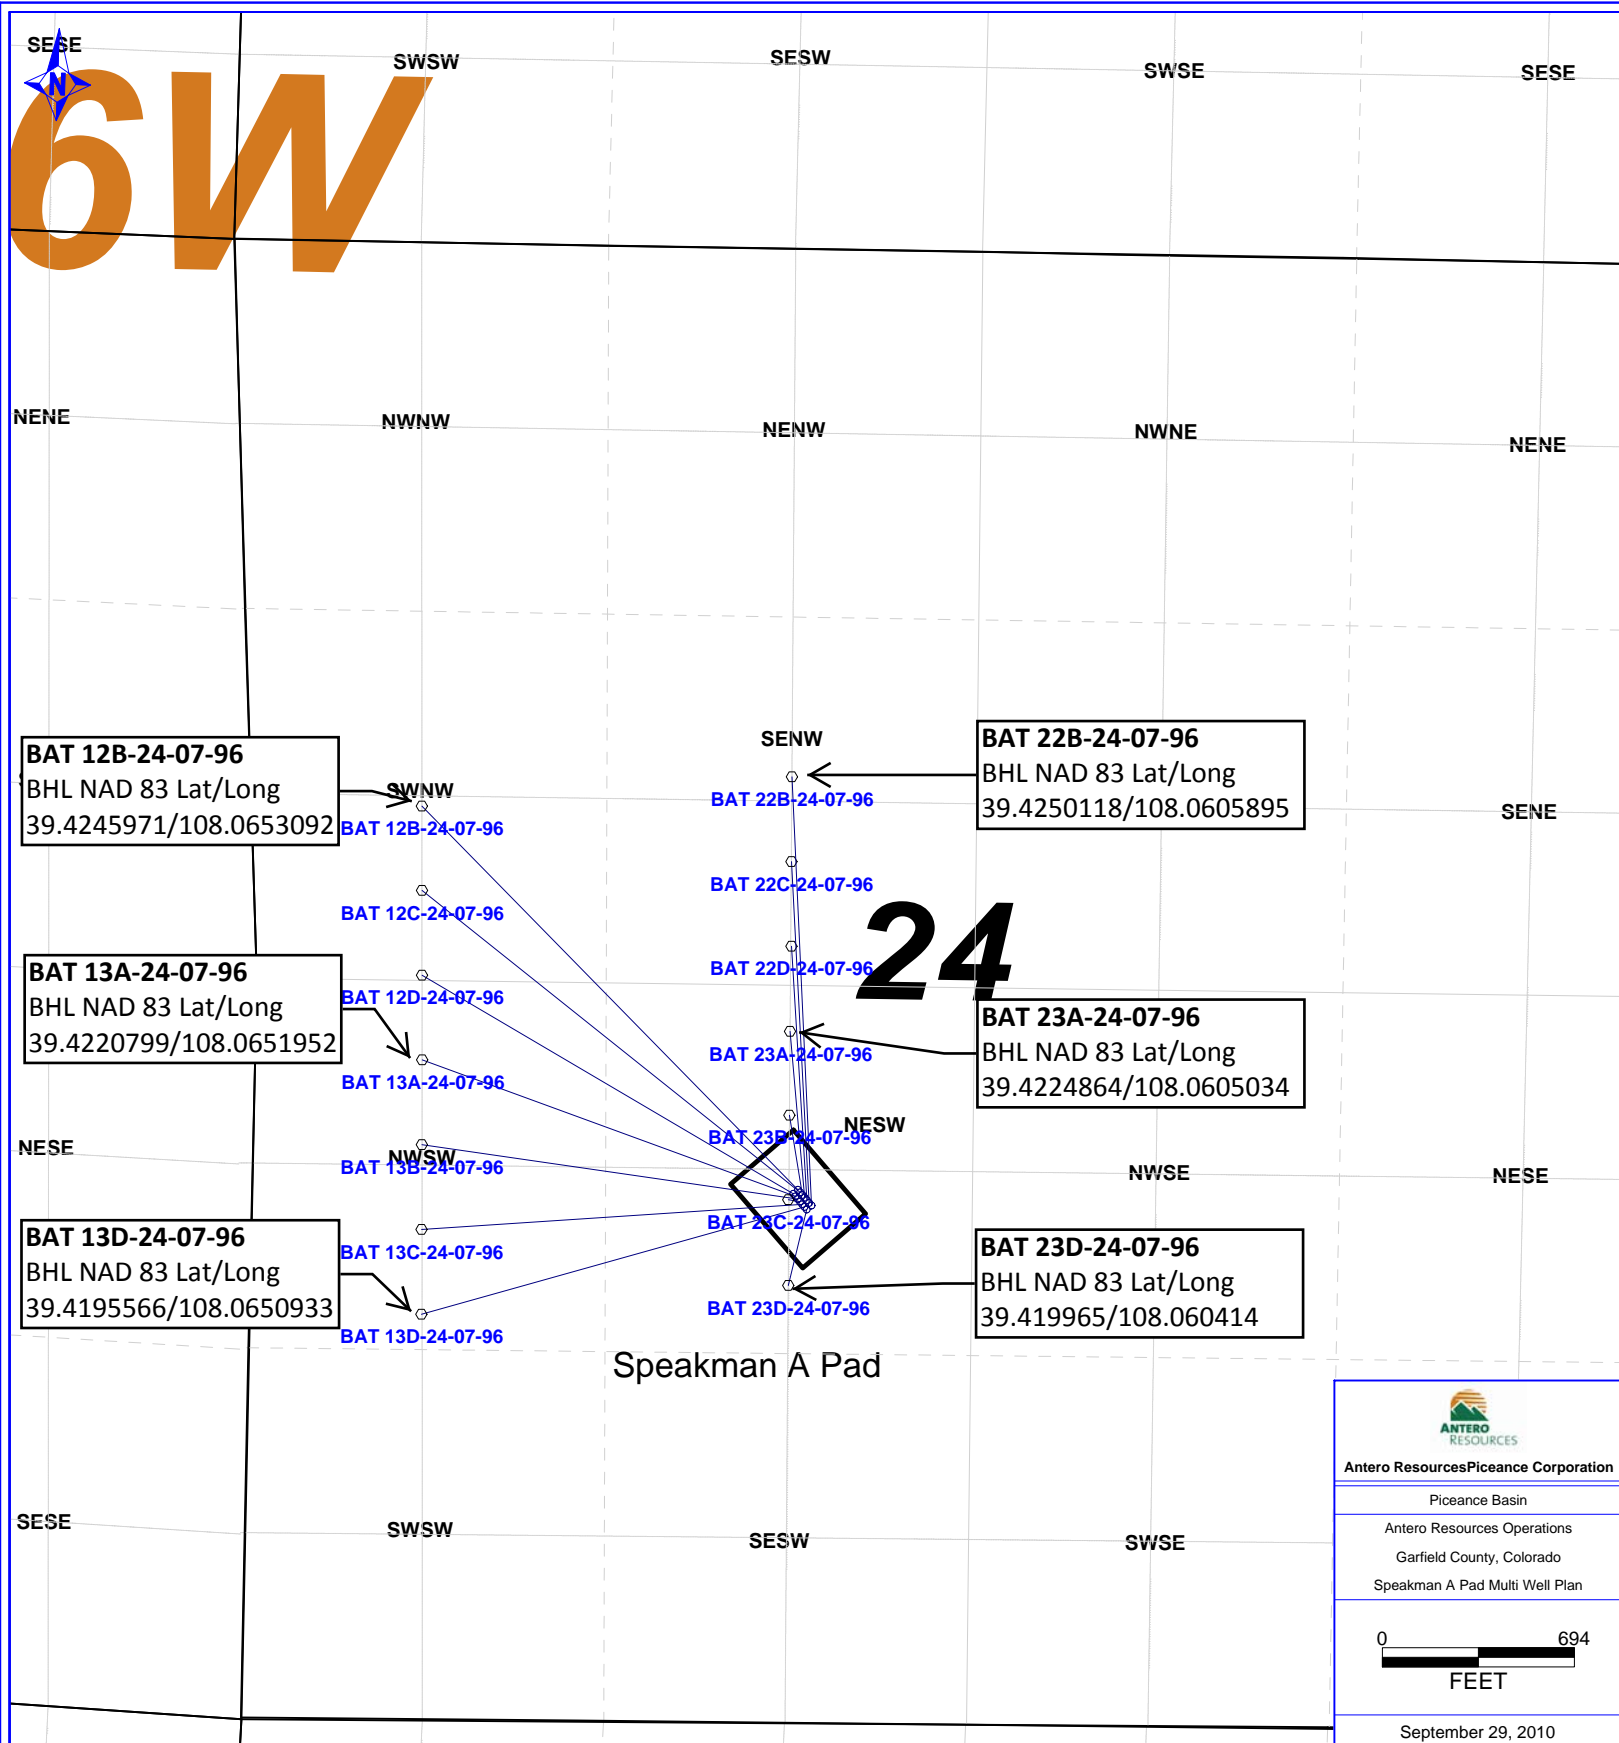 SESE
SWSW
SESW
SWSE
SESE
N
6W
NENE
NWNW
NENW
NWNE
NENE
SENW
SWNW
SENE
BAT 12B-24-07-96
BHL NAD 83 Lat/Long
39.4245971/108.0653092
BAT 22B-24-07-96
BHL NAD 83 Lat/Long
39.4250118/108.0605895
BAT 12B-24-07-96
BAT 22B-24-07-96
BAT 12C-24-07-96
BAT 22C-24-07-96
24
BAT 13A-24-07-96
BHL NAD 83 Lat/Long
39.4220799/108.0651952
BAT 12D-24-07-96
BAT 22D-24-07-96
BAT 23A-24-07-96
BHL NAD 83 Lat/Long
39.4224864/108.0605034
BAT 13A-24-07-96
BAT 23A-24-07-96
NESE
NWSW
BAT 13B-24-07-96
BAT 23B-24-07-96
NESW
NWSE
NESE
BAT 13D-24-07-96
BHL NAD 83 Lat/Long
39.4195566/108.0650933
BAT 13C-24-07-96
BAT 23C-24-07-96
BAT 23D-24-07-96
BHL NAD 83 Lat/Long
39.419965/108.060414
BAT 13D-24-07-96
BAT 23D-24-07-96
Speakman A Pad
SESE
SWSW
SESW
SWSE
ANTERO
RESOURCES
Antero ResourcesPiceance Corporation
Piceance Basin
Antero Resources Operations
Garfield County, Colorado
Speakman A Pad Multi Well Plan
0 694
FEET
September 29, 2010